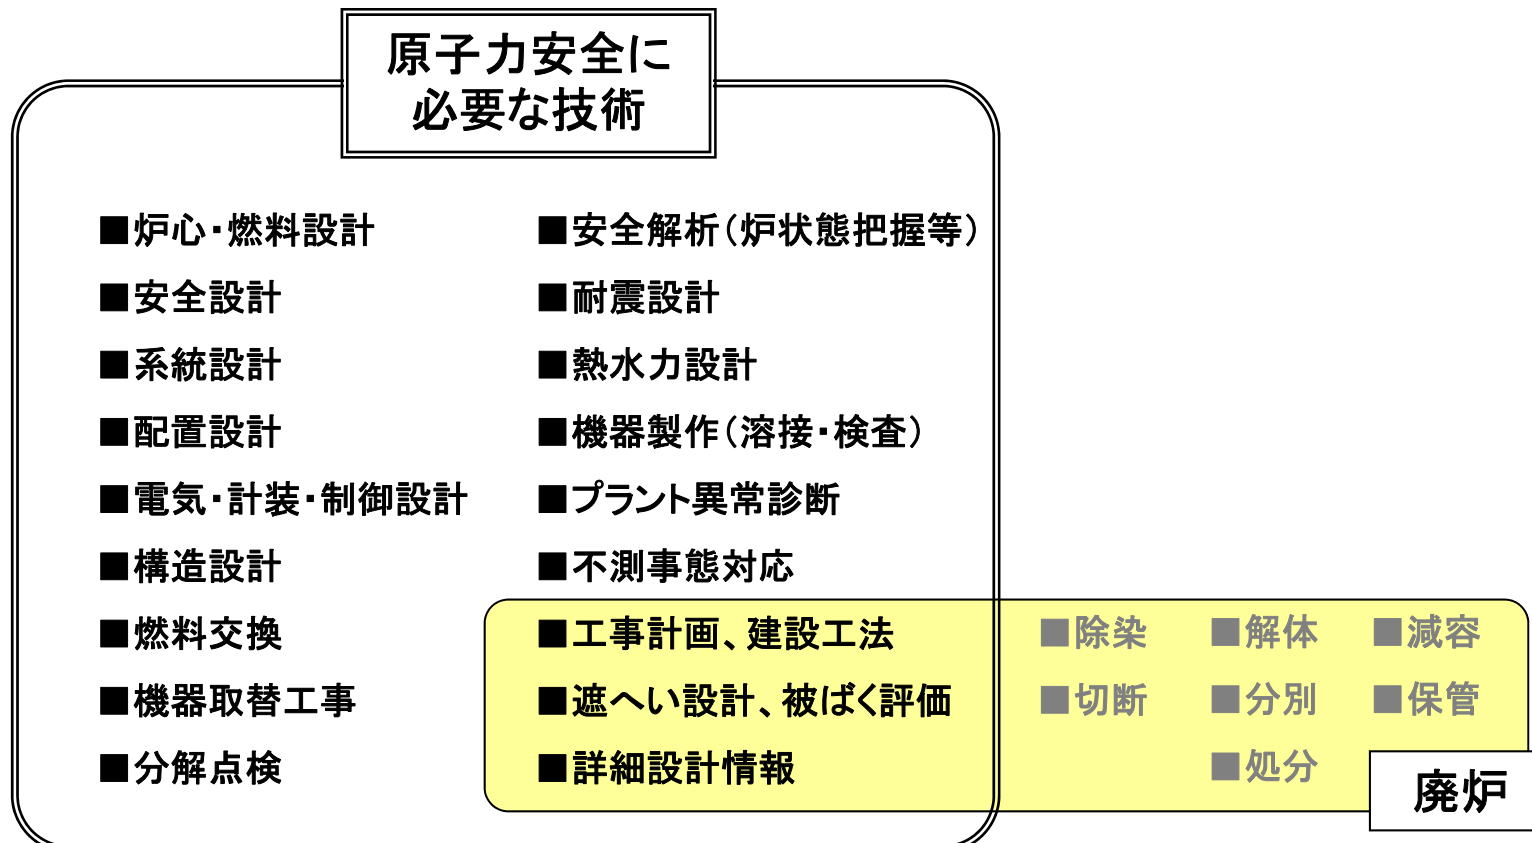 原子力安全に
必要な技術
■炉心・燃料設計
■安全設計
■系統設計
■配置設計
■電気・計装・制御設計
■構造設計
■燃料交換
■機器取替工事
■分解点検
■安全解析（炉状態把握等）
■耐震設計
■熱水力設計
■機器製作（溶接・検査）
■プラント異常診断
■不測事態対応
■工事計画、建設工法
■遮へい設計、被ばく評価
■詳細設計情報
■除染
■切断
■解体
■分別
■処分
■減容
■保管
廃炉